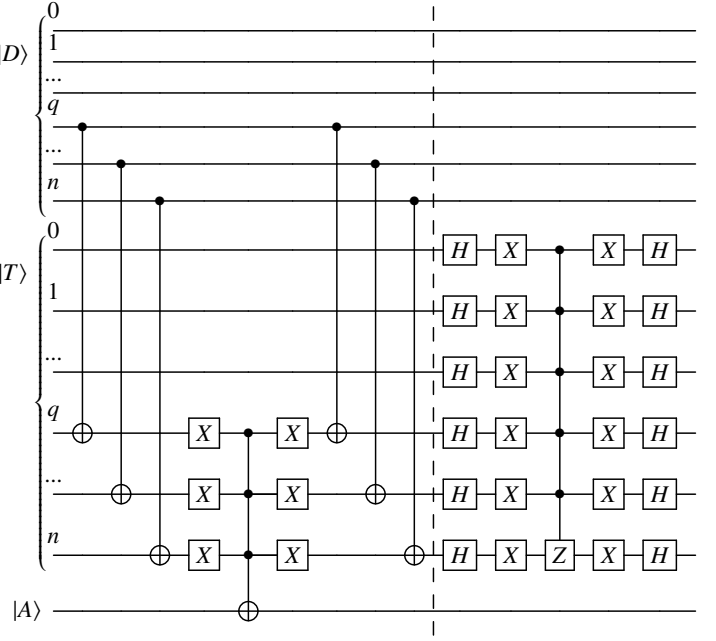 0
|D⟩ 1
...
q
...
n
0
|T⟩ 1
H X X H
H X X H
...
H X X H
q
X X H X X H
...
X X H X X H
n
X X H X Z X H
|A⟩